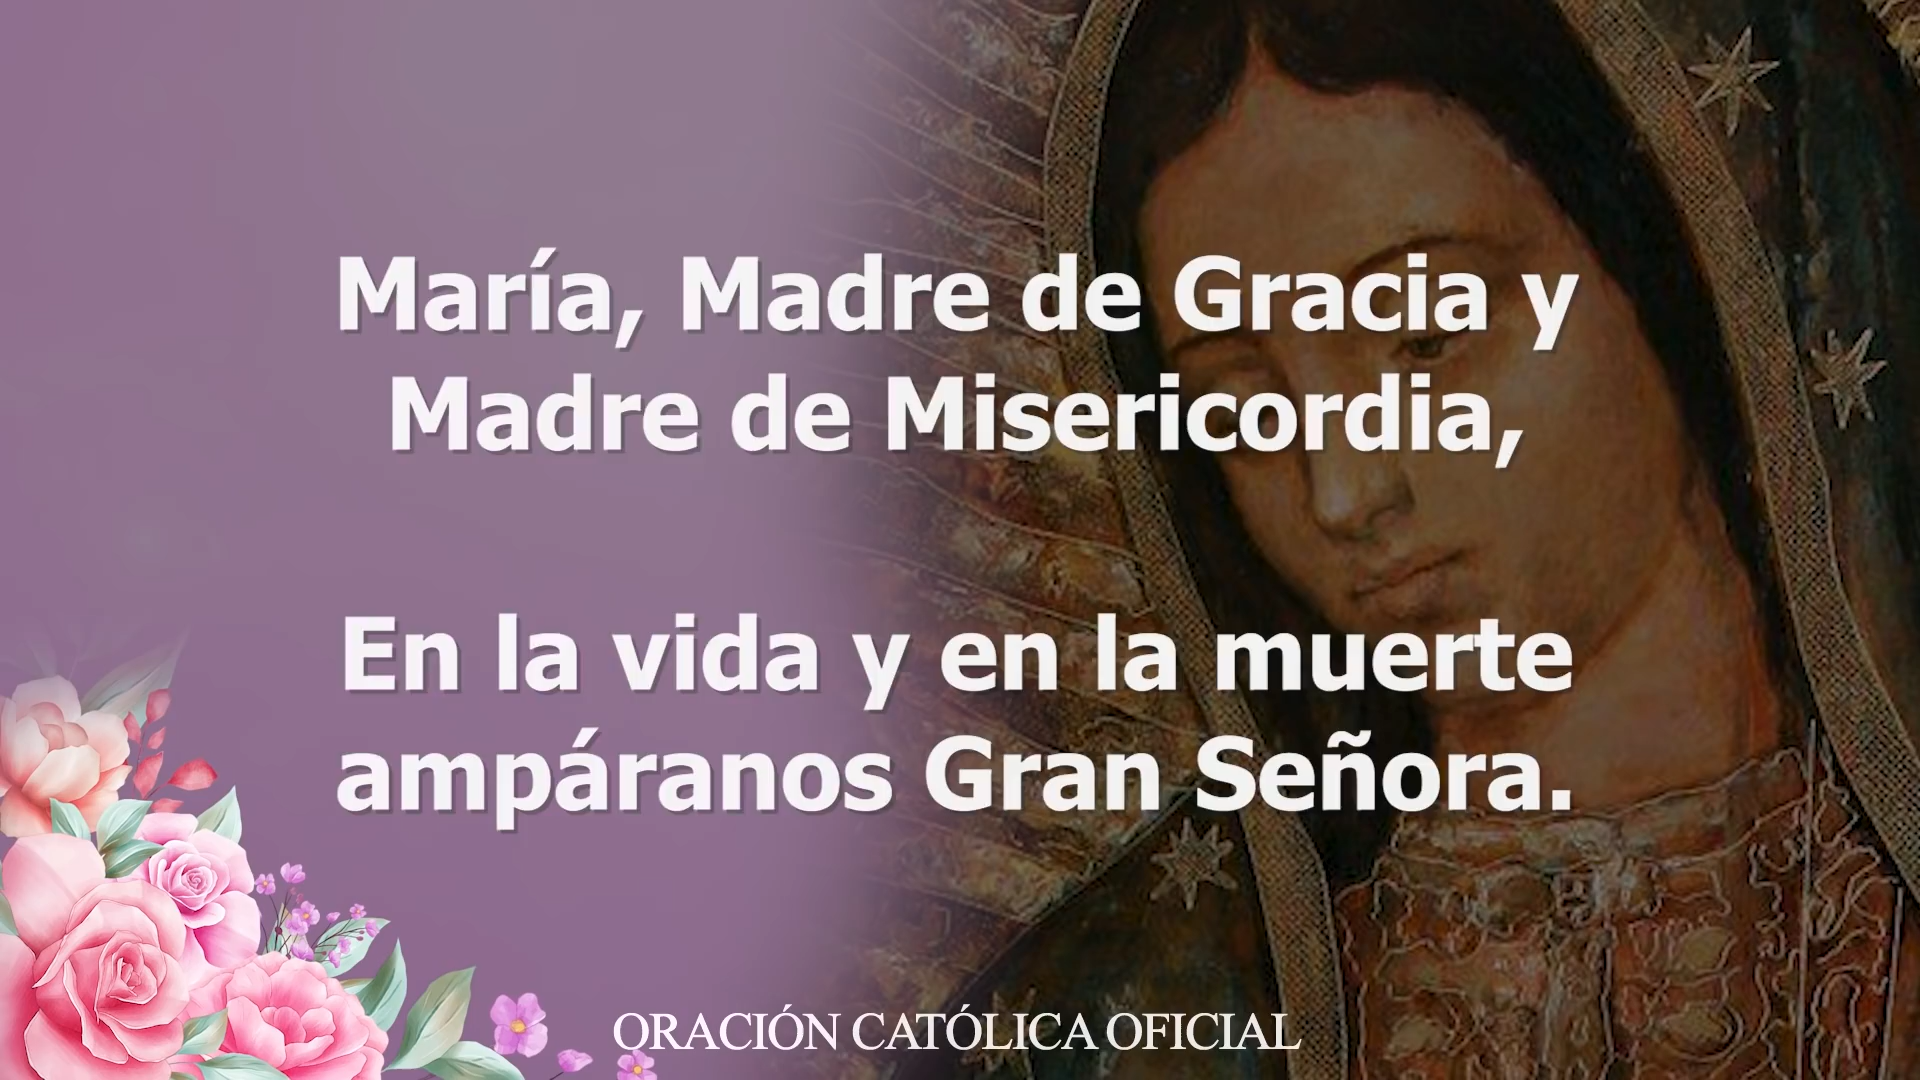 María, Madre de Gracia y
Madre de Misericordia,
En la vida y en la muerte
ampáranos Gran Señora.
ORACIÓN CATÓLICA OFICIAL